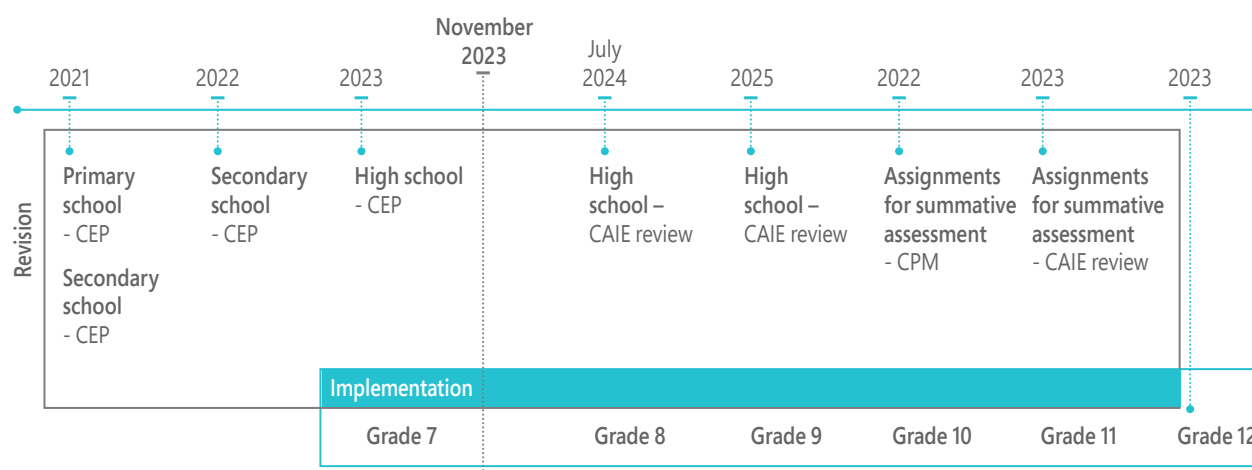 November
2023
July
2021
2022
2023
2024
2025
2022
2023
2023
Revision
Primary
school
- CEP
Secondary
school
- CEP
Secondary
school
- CEP
High school
- CEP
High
school –
CAIE review
High
school –
CAIE review
Assignments
for summative
assessment
- CPM
Assignments
for summative
assessment
- CAIE review
Implementation
Grade 7
Grade 8
Grade 9
Grade 10
Grade 11
Grade 12